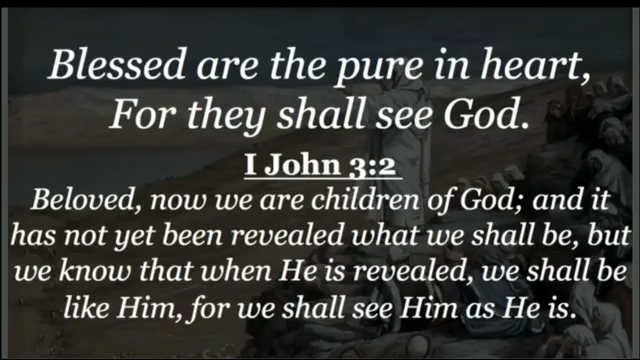 Blessed are the pure in heart,
For they shall see God.
I John 3:2
Beloved, now we are children of God; and it
has not yet been revealed what we shall be, but
we know that when He is revealed, we shall be
like Him, for we shall see Him as He is.